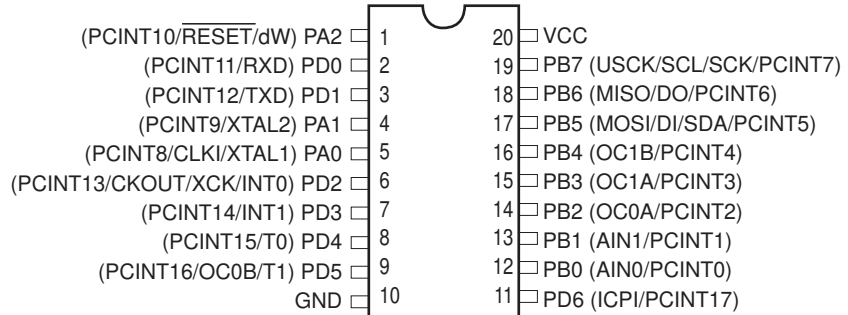 (PCINT10/RESET/dW) PA2 1 20 VCC
(PCINT11/RXD) PD0 2 19 PB7 (USCK/SCL/SCK/PCINT7)
(PCINT12/TXD) PD1 3 18 PB6 (MISO/DO/PCINT6)
(PCINT9/XTAL2) PA1 4 17 PB5 (MOSI/DI/SDA/PCINT5)
(PCINT8/CLKI/XTAL1) PA0 5 16 PB4 (OC1B/PCINT4)
(PCINT13/CKOUT/XCK/INT0) PD2 6 15 PB3 (OC1A/PCINT3)
(PCINT14/INT1) PD3 7 14 PB2 (OC0A/PCINT2)
(PCINT15/T0) PD4 8 13 PB1 (AIN1/PCINT1)
(PCINT16/OC0B/T1) PD5 9 12 PB0 (AIN0/PCINT0)
GND 10 11 PD6 (ICPI/PCINT17)